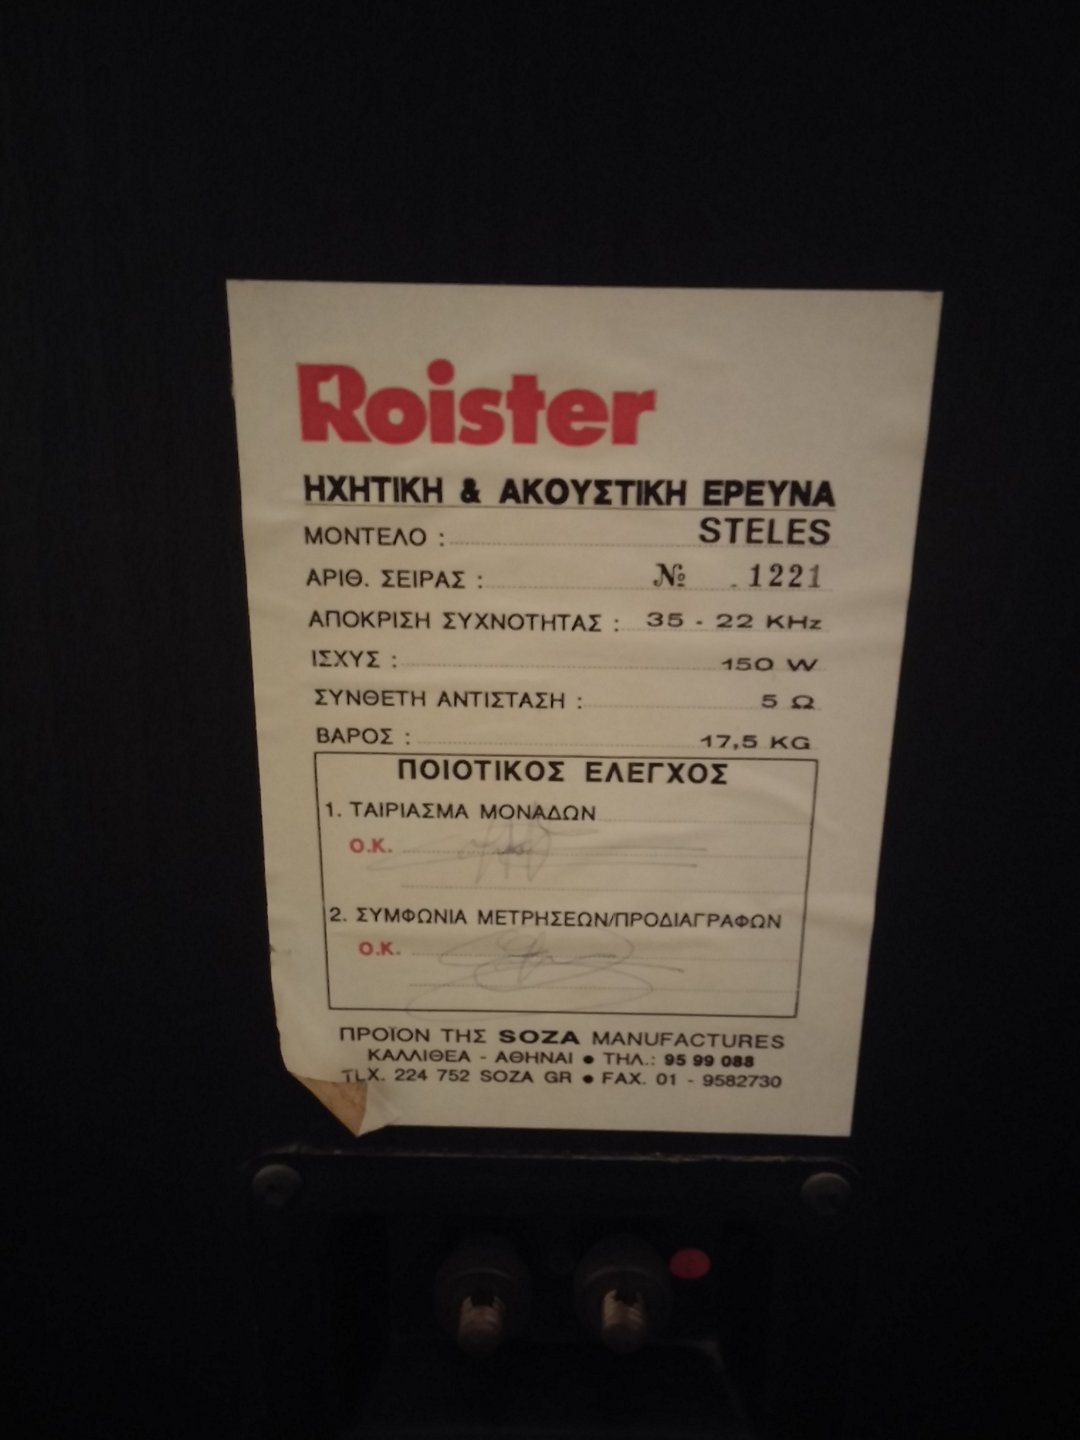 Roister
ΗΧΗΤΙΚΗ & ΑΚΟΥΣΤΙΚΗ ΕΡΕΥΝΑ
ΜΟΝΤΕΛΟ : STELES
ΑΡΙΘ. ΣΕΙΡΑΣ : № 1221
ΑΠΟΚΡΙΣΗ ΣΥΧΝΟΤΗΤΑΣ : 35 - 22 KHz
ΙΣΧΥΣ : 150 W
ΣΥΝΘΕΤΗ ΑΝΤΙΣΤΑΣΗ : 5 Ω
ΒΑΡΟΣ : 17,5 KG
ΠΟΙΟΤΙΚΟΣ ΕΛΕΓΧΟΣ
1. ΤΑΙΡΙΑΣΜΑ ΜΟΝΑΔΩΝ
O.K.
2. ΣΥΜΦΩΝΙΑ ΜΕΤΡΗΣΕΩΝ/ΠΡΟΔΙΑΓΡΑΦΩΝ
O.K.
ΠΡΟΪΟΝ ΤΗΣ SOZA MANUFACTURES
ΚΑΛΛΙΘΕΑ - ΑΘΗΝΑΙ ● ΤΗΛ.: 95 99 088
TLX. 224 752 SOZA GR ● FAX. 01 - 9582730